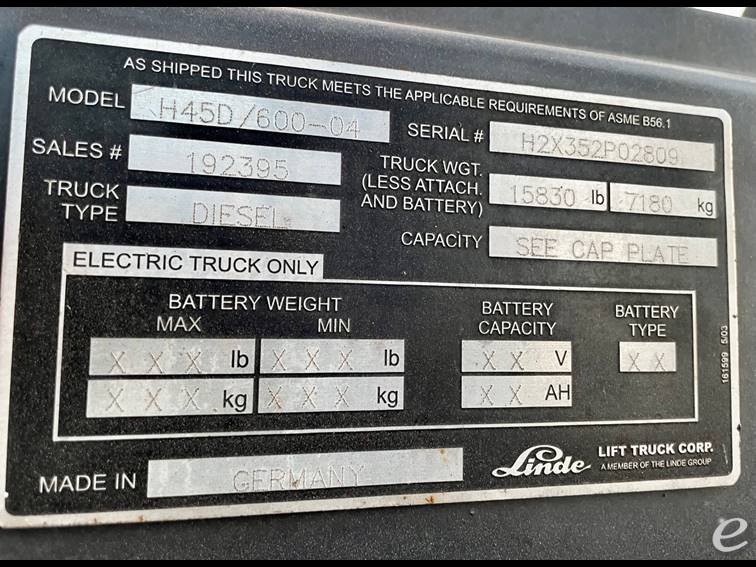 AS SHIPPED THIS TRUCK MEETS THE APPLICABLE REQUIREMENTS OF ASME B56.1
MODEL H45D/600-04
SERIAL # H2X352P02809
SALES # 192395
TRUCK WGT.
(LESS ATTACH.
AND BATTERY) 15830 lb 7180 kg
TRUCK
TYPE DIESEL
CAPACITY SEE CAP PLATE
ELECTRIC TRUCK ONLY
BATTERY WEIGHT
MAX MIN
BATTERY
CAPACITY
BATTERY
TYPE
X X X lb X X X lb X X V X X
X X X kg X X X kg X X AH
161599 5/03
MADE IN GERMANY
Linde LIFT TRUCK CORP.
A MEMBER OF THE LINDE GROUP
e